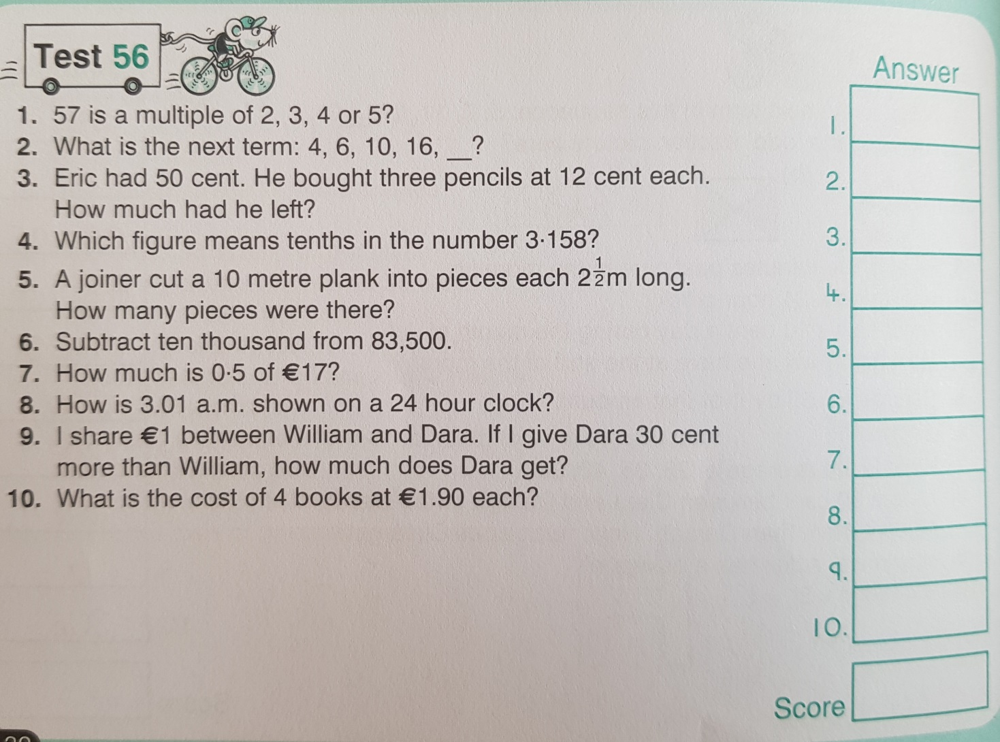 Test 56
Answer
1. 57 is a multiple of 2, 3, 4 or 5?
2. What is the next term: 4, 6, 10, 16, __?
3. Eric had 50 cent. He bought three pencils at 12 cent each.
How much had he left?
4. Which figure means tenths in the number 3·158?
5. A joiner cut a 10 metre plank into pieces each 2½m long.
How many pieces were there?
6. Subtract ten thousand from 83,500.
7. How much is 0·5 of €17?
8. How is 3.01 a.m. shown on a 24 hour clock?
9. I share €1 between William and Dara. If I give Dara 30 cent
more than William, how much does Dara get?
10. What is the cost of 4 books at €1.90 each?
1.
2.
3.
4.
5.
6.
7.
8.
9.
10.
Score